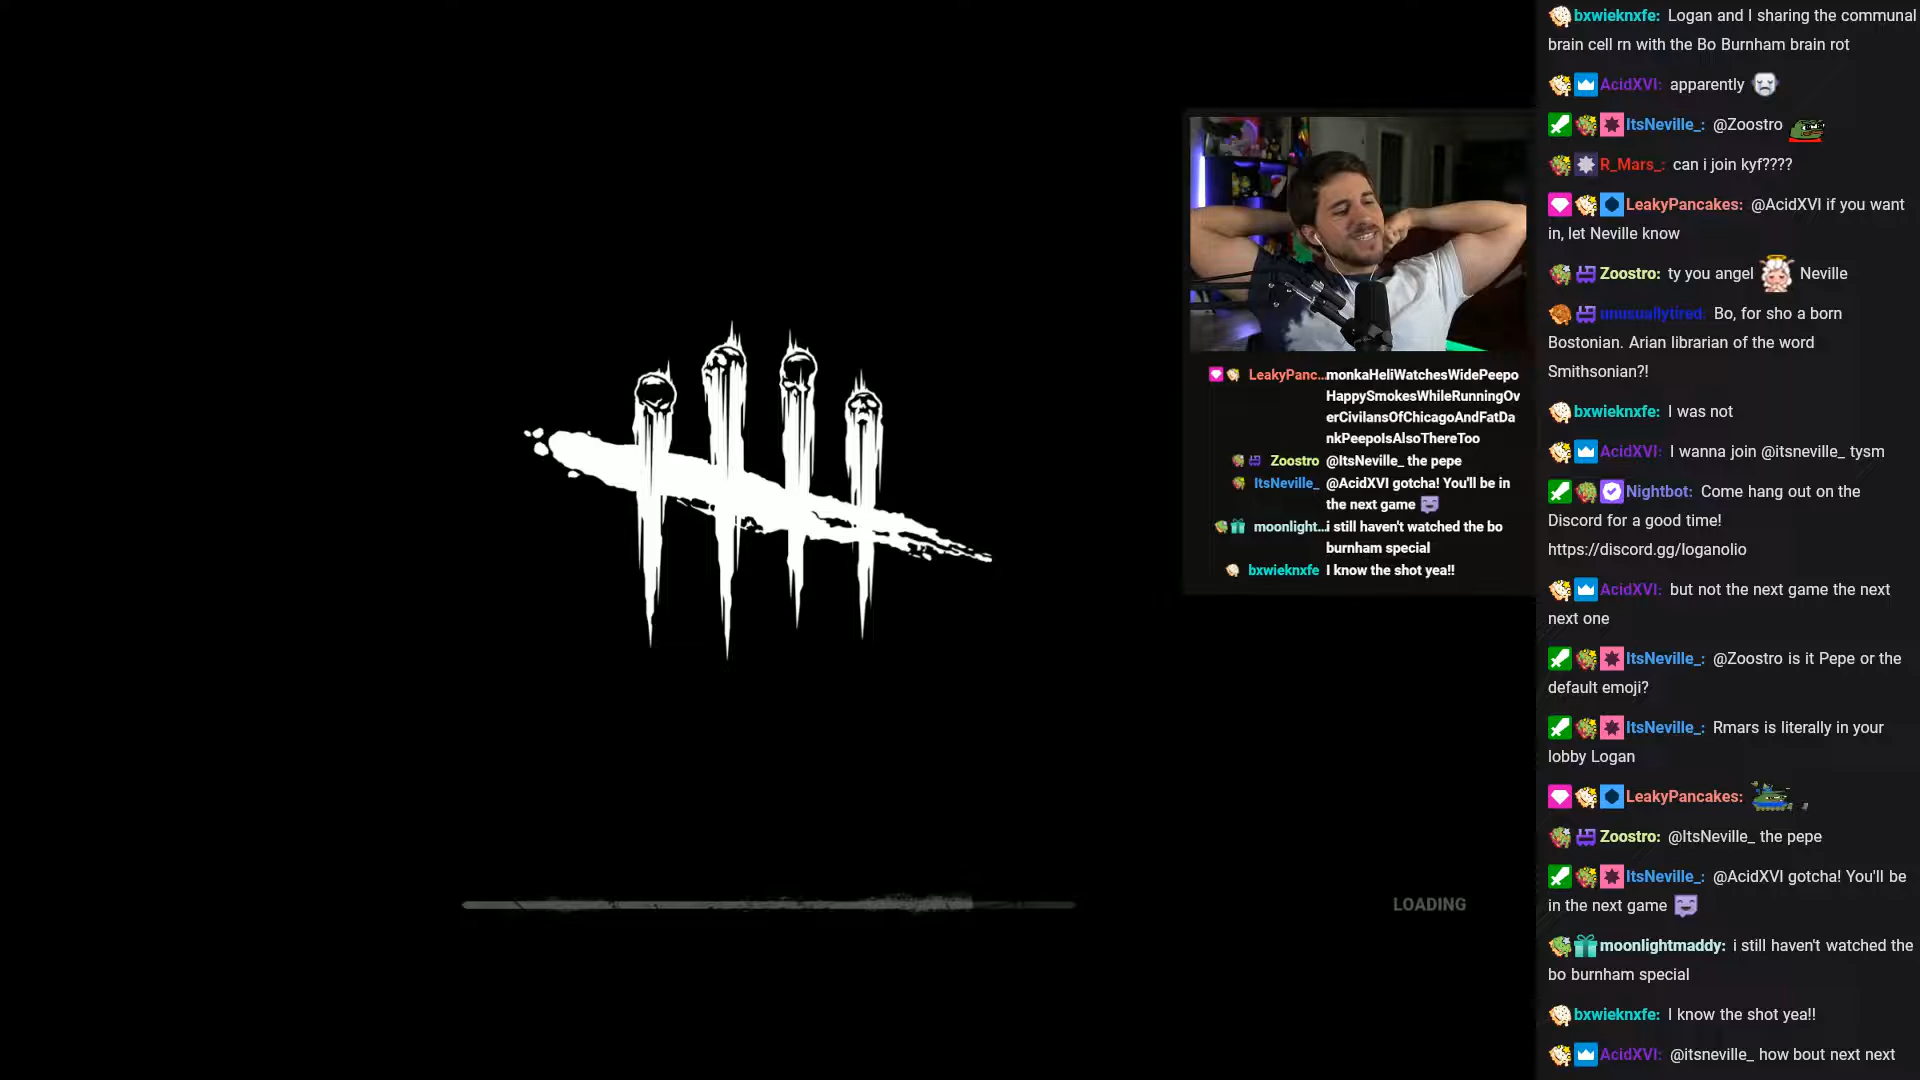 LeakyPanc... monkaHeliWatchesWidePeepo
HappySmokesWhileRunningOv
erCivilansOfChicagoAndFatDa
nkPeepoIsAlsoThereToo
Zoostro @ItsNeville_ the pepe
ItsNeville_ @AcidXVI gotcha! You'll be in
the next game
moonlight... i still haven't watched the bo
burnham special
bxwieknxfe I know the shot yea!!
LOADING
bxwieknxfe: Logan and I sharing the communal
brain cell rn with the Bo Burnham brain rot
AcidXVI: apparently
ItsNeville_: @Zoostro
R_Mars_: can i join kyf????
LeakyPancakes: @AcidXVI if you want
in, let Neville know
Zoostro: ty you angel Neville
unusuallytired: Bo, for sho a born
Bostonian. Arian librarian of the word
Smithsonian?!
bxwieknxfe: I was not
AcidXVI: I wanna join @itsneville_ tysm
Nightbot: Come hang out on the
Discord for a good time!
https://discord.gg/loganolio
AcidXVI: but not the next game the next
next one
ItsNeville_: @Zoostro is it Pepe or the
default emoji?
ItsNeville_: Rmars is literally in your
lobby Logan
LeakyPancakes:
Zoostro: @ItsNeville_ the pepe
ItsNeville_: @AcidXVI gotcha! You'll be
in the next game
moonlightmaddy: i still haven't watched the
bo burnham special
bxwieknxfe: I know the shot yea!!
AcidXVI: @itsneville_ how bout next next